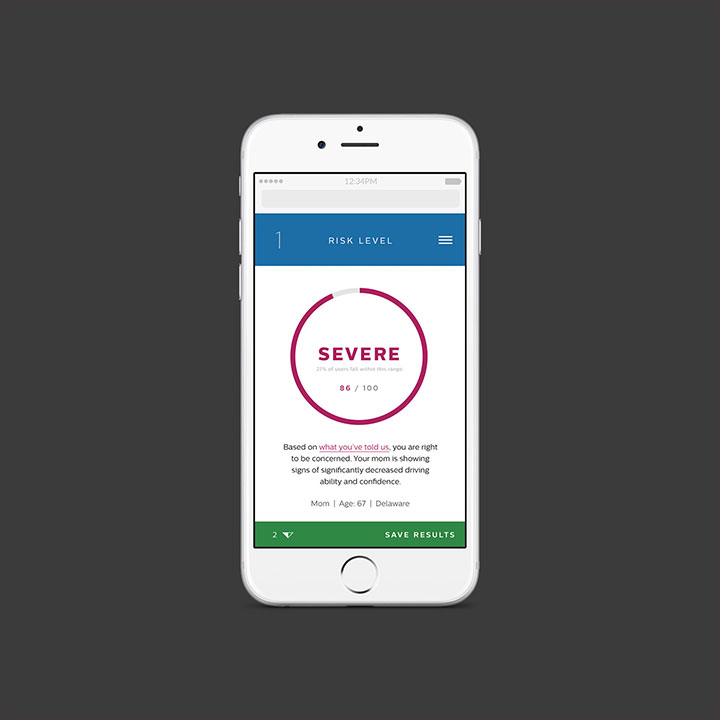 12:34PM
1
RISK LEVEL
SEVERE
21% of users fall within this range
86 / 100
Based on what you've told us, you are right
to be concerned. Your mom is showing
signs of significantly decreased driving
ability and confidence.
Mom | Age: 67 | Delaware
2
SAVE RESULTS